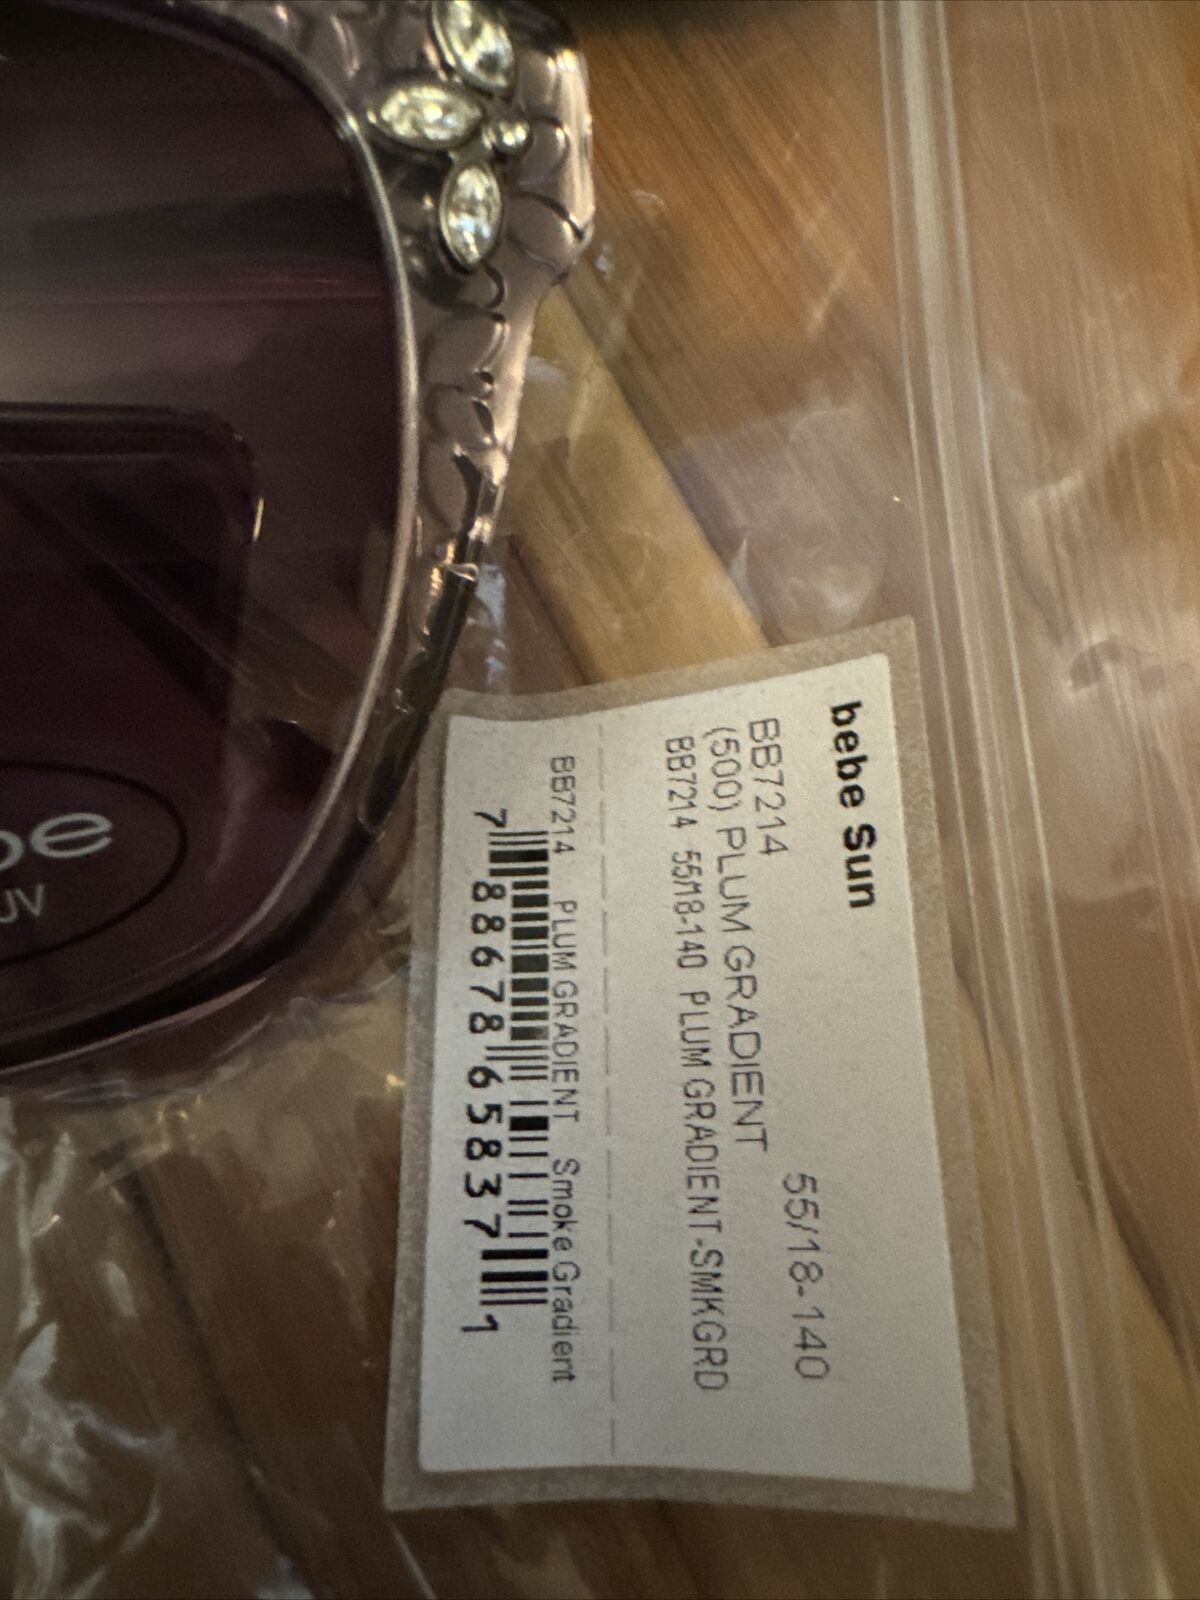 bebe Sun
BB7214 55/18-140
(500) PLUM GRADIENT
BB7214 55/18-140 PLUM GRADIENT-SMKGRD
BB7214 PLUM GRADIENT Smoke Gradient
7 88678 65837 1
be
UV